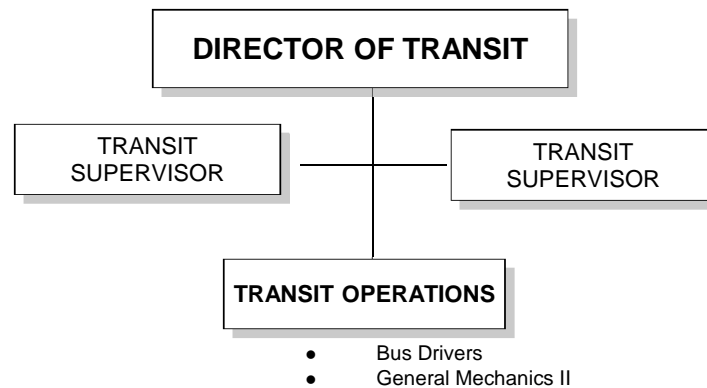 DIRECTOR OF TRANSIT
TRANSIT
SUPERVISOR
TRANSIT
SUPERVISOR
TRANSIT OPERATIONS
● Bus Drivers
● General Mechanics II